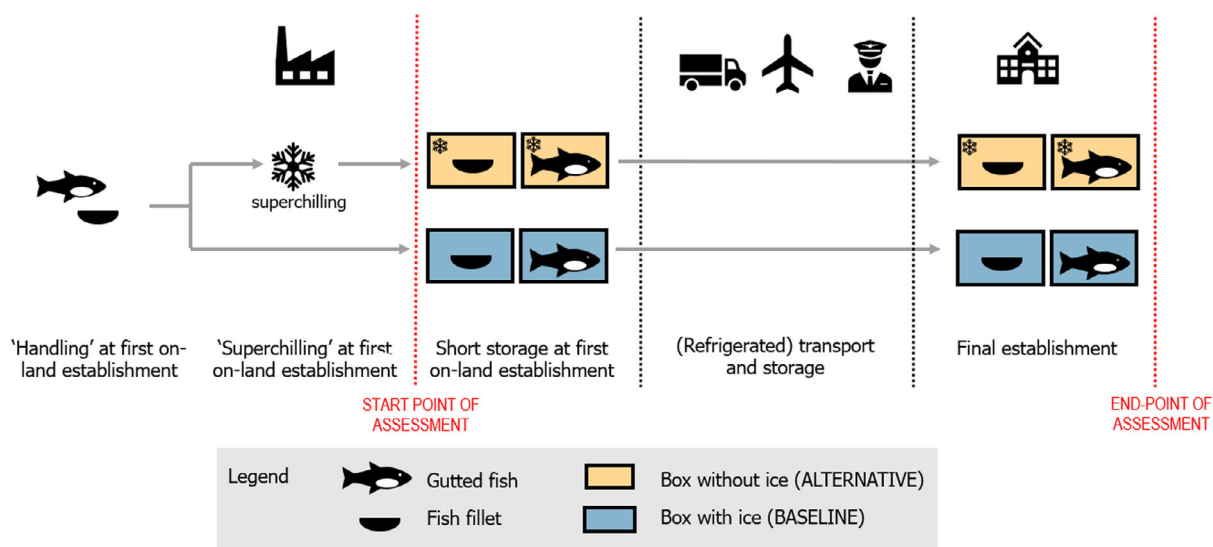 superchilling
'Handling' at first on-
land establishment
'Superchilling' at first
on-land establishment
Short storage at first
on-land establishment
(Refrigerated) transport
and storage
Final establishment
START POINT OF
ASSESSMENT
END-POINT OF
ASSESSMENT
Legend
Gutted fish
Box without ice (ALTERNATIVE)
Fish fillet
Box with ice (BASELINE)